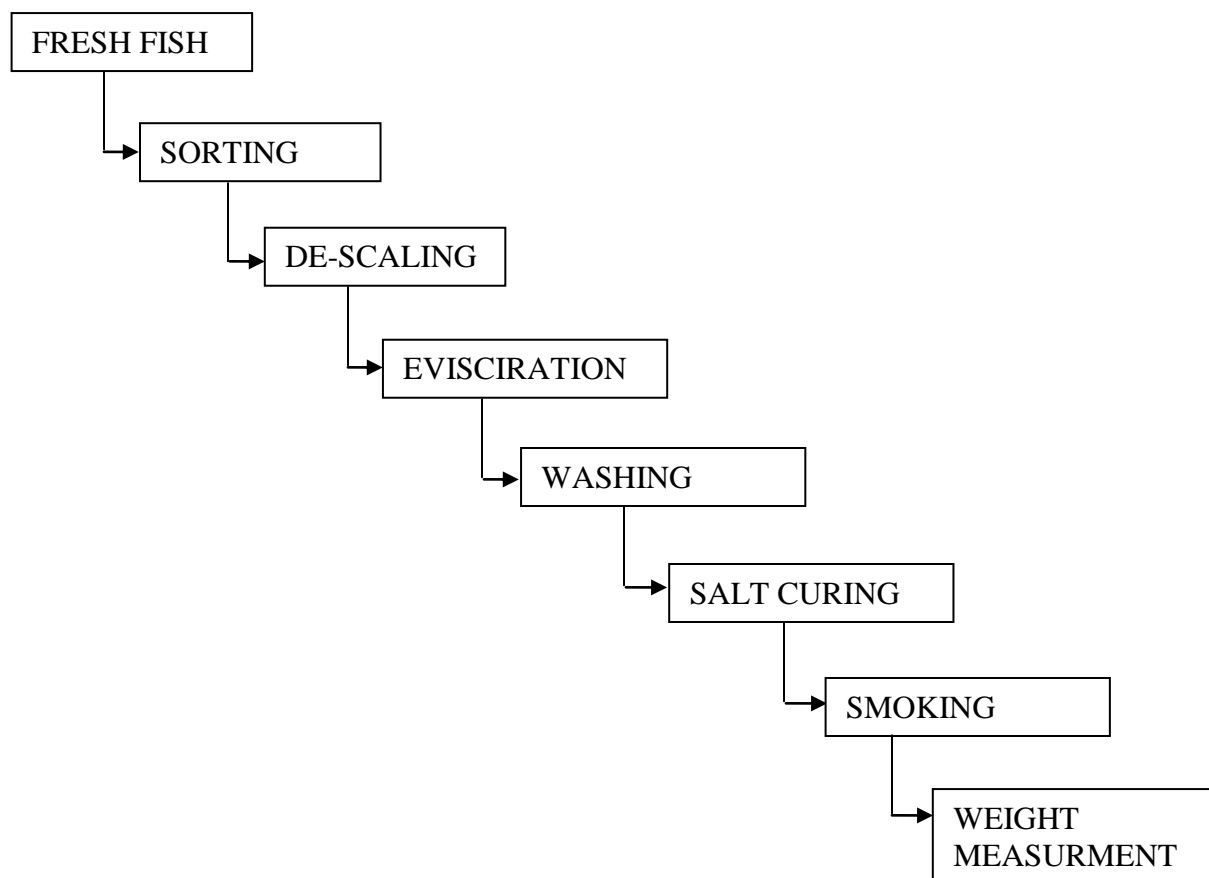 FRESH FISH
SORTING
DE-SCALING
EVISCIRATION
WASHING
SALT CURING
SMOKING
WEIGHT
MEASURMENT